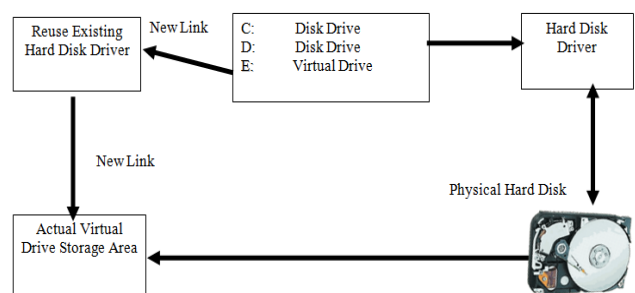 Reuse Existing
Hard Disk Driver
New Link
C: Disk Drive
D: Disk Drive
E: Virtual Drive
Hard Disk
Driver
New Link
Physical Hard Disk
Actual Virtual
Drive Storage Area